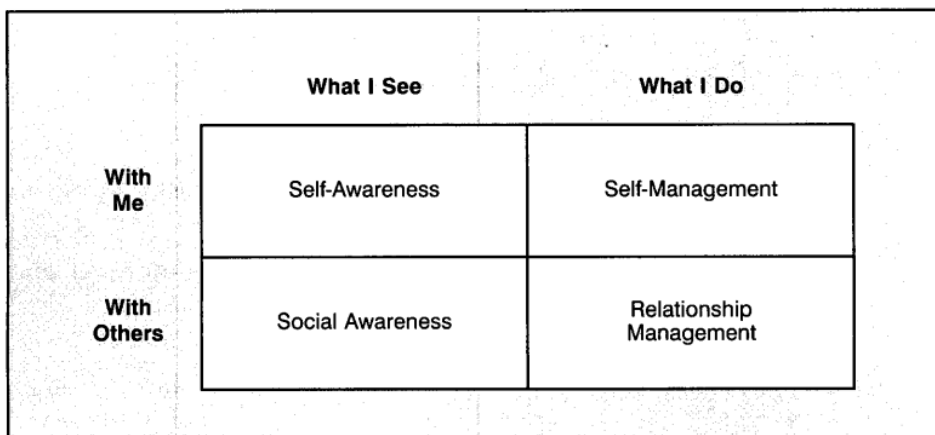 What I See
What I Do
With
Me
Self-Awareness
Self-Management
With
Others
Social Awareness
Relationship
Management